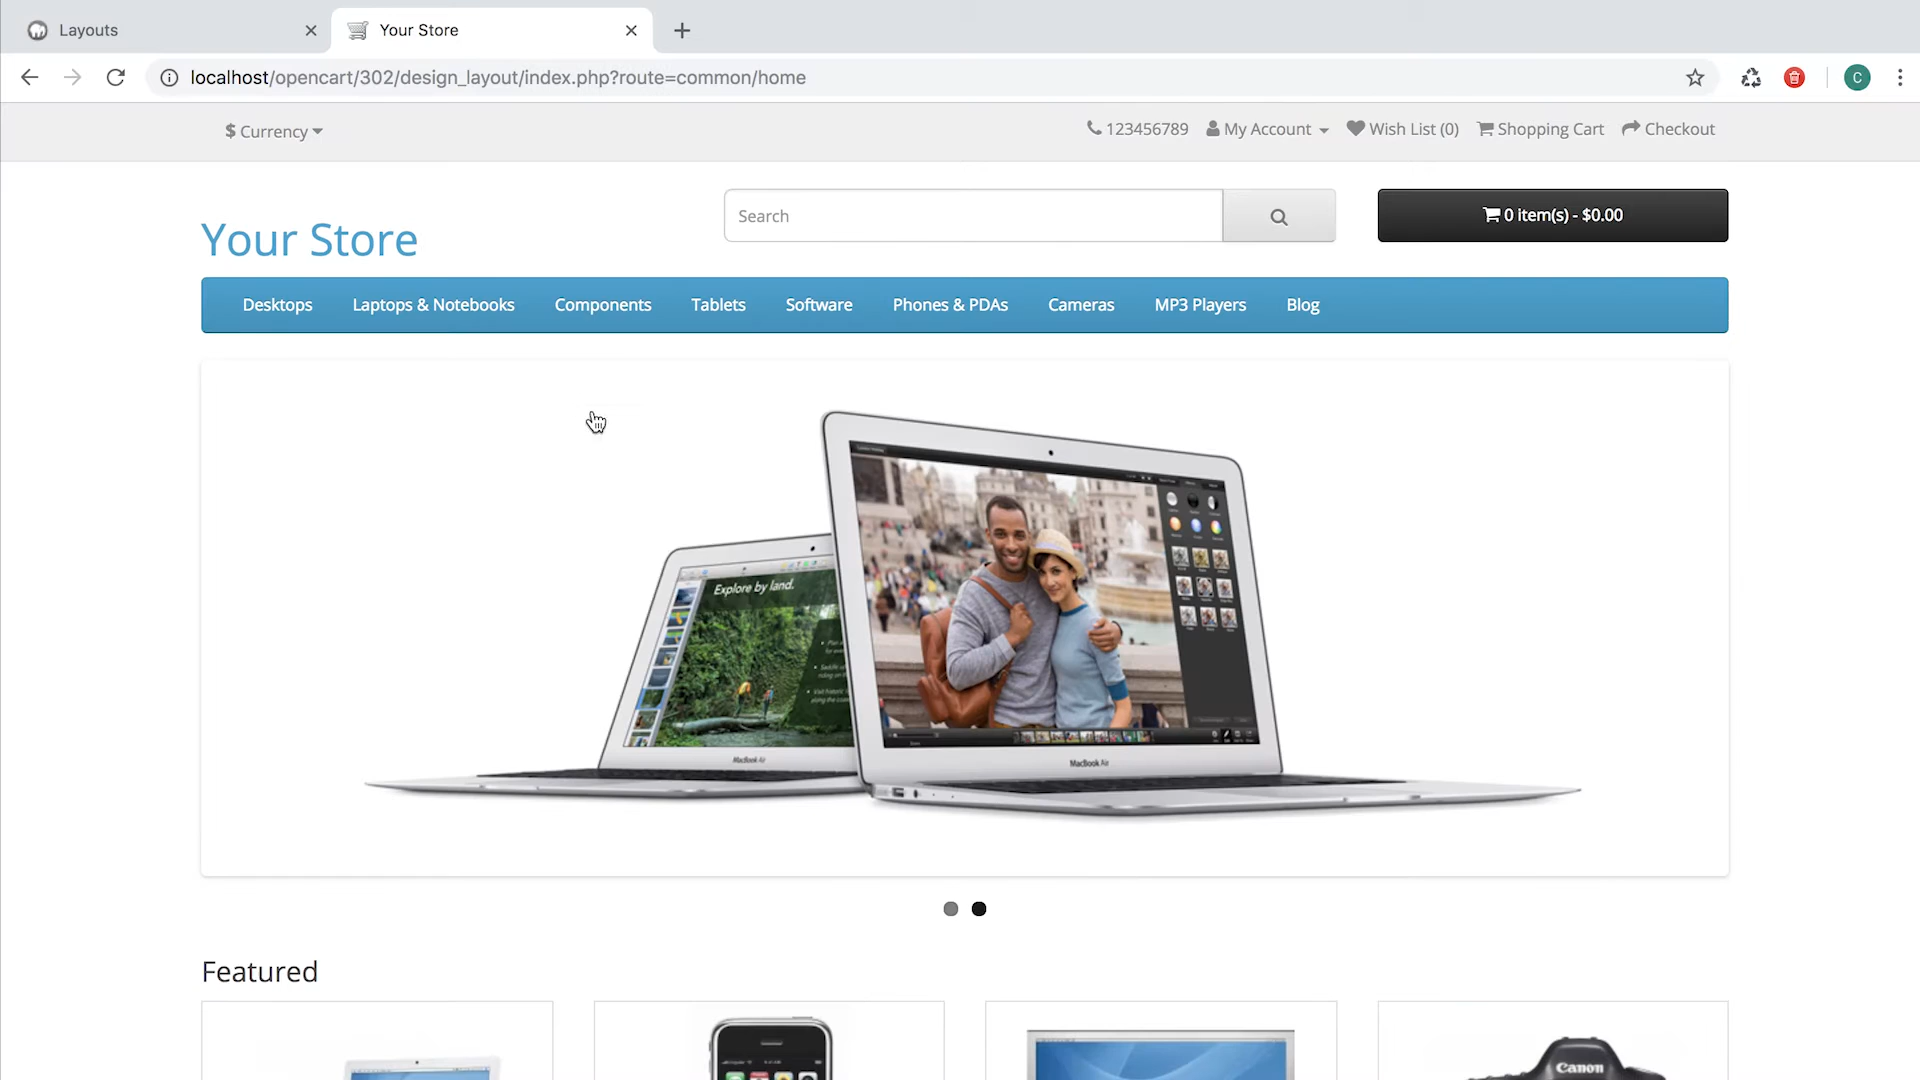 Layouts
Your Store
localhost/opencart/302/design_layout/index.php?route=common/home
C
$ Currency
123456789
My Account
Wish List (0)
Shopping Cart
Checkout
Your Store
Search
0 item(s) - $0.00
Desktops
Laptops & Notebooks
Components
Tablets
Software
Phones & PDAs
Cameras
MP3 Players
Blog
Explore by land.
MacBook Air
MacBook Air
Featured
Canon